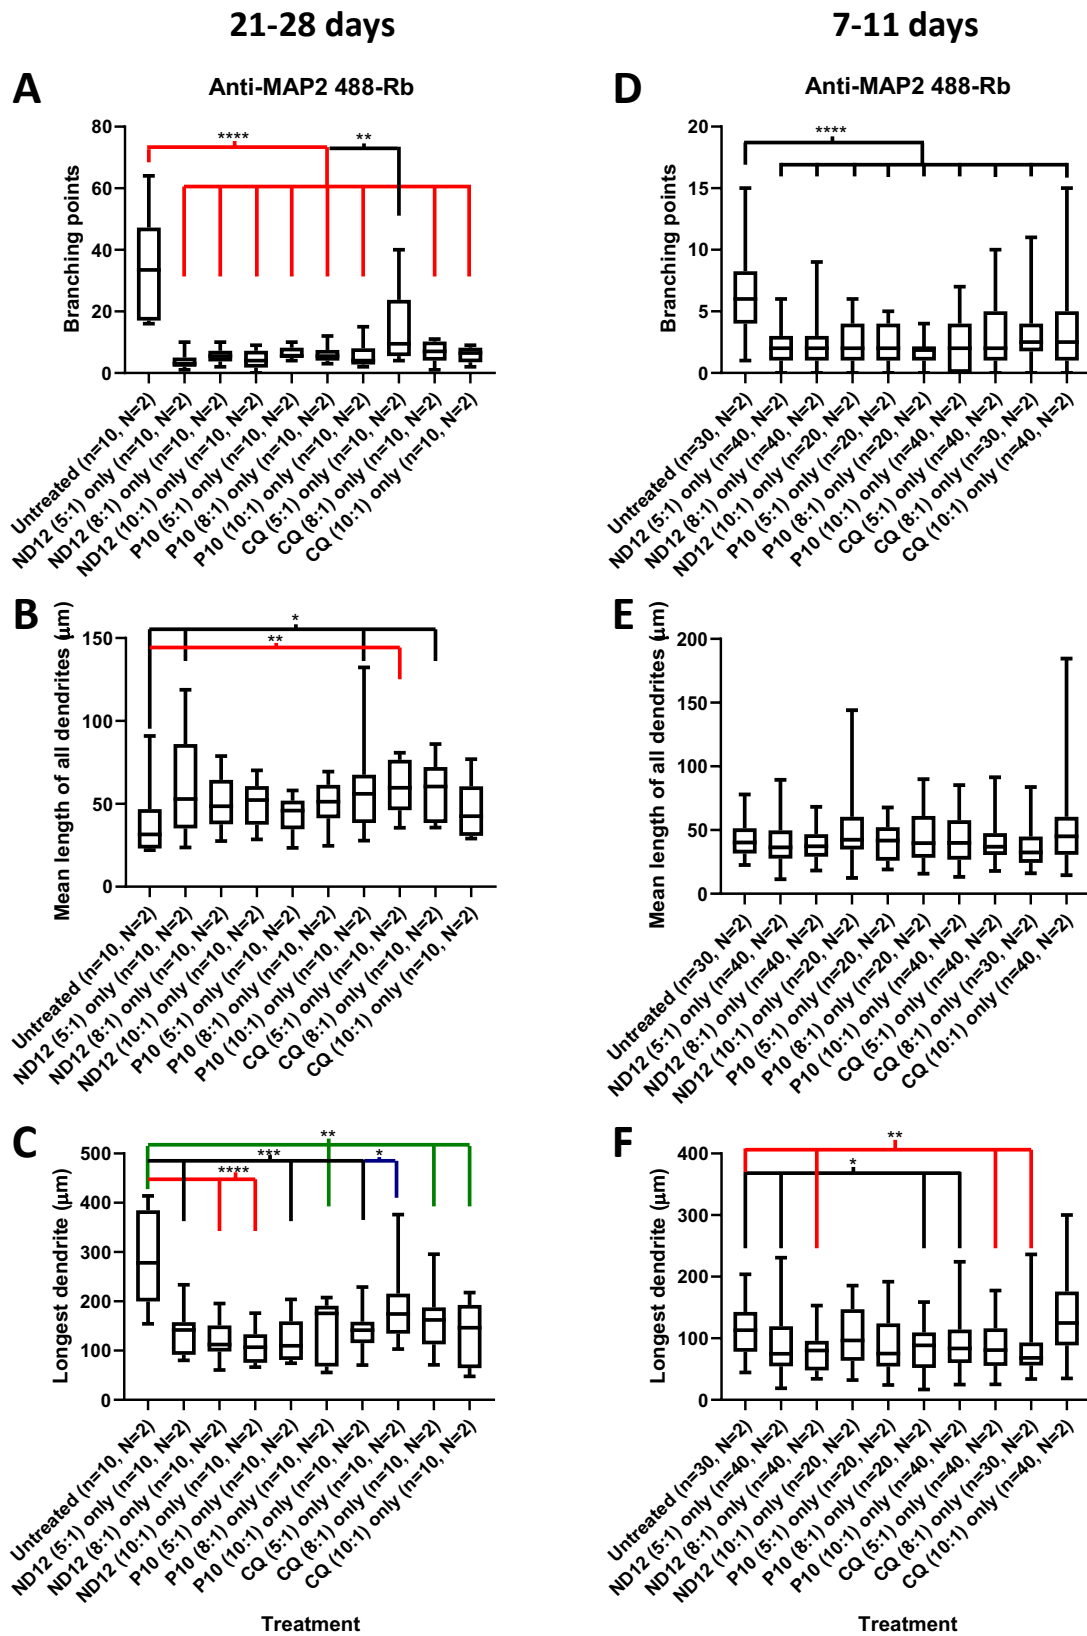 21-28 days
7-11 days
A
Anti-MAP2 488-Rb
Branching points
80
60
40
20
0
****
**
Untreated (n=10, N=2)
ND12 (5:1) only (n=10, N=2)
ND12 (8:1) only (n=10, N=2)
ND12 (10:1) only (n=10, N=2)
P10 (5:1) only (n=10, N=2)
P10 (8:1) only (n=10, N=2)
P10 (10:1) only (n=10, N=2)
CQ (5:1) only (n=10, N=2)
CQ (8:1) only (n=10, N=2)
CQ (10:1) only (n=10, N=2)
D
Anti-MAP2 488-Rb
Branching points
20
15
10
5
0
****
Untreated (n=30, N=2)
ND12 (5:1) only (n=40, N=2)
ND12 (8:1) only (n=40, N=2)
ND12 (10:1) only (n=20, N=2)
P10 (5:1) only (n=20, N=2)
P10 (8:1) only (n=20, N=2)
P10 (10:1) only (n=40, N=2)
CQ (5:1) only (n=40, N=2)
CQ (8:1) only (n=30, N=2)
CQ (10:1) only (n=40, N=2)
B
Mean length of all dendrites (μm)
150
100
50
0
*
**
Untreated (n=10, N=2)
ND12 (5:1) only (n=10, N=2)
ND12 (8:1) only (n=10, N=2)
ND12 (10:1) only (n=10, N=2)
P10 (5:1) only (n=10, N=2)
P10 (8:1) only (n=10, N=2)
P10 (10:1) only (n=10, N=2)
CQ (5:1) only (n=10, N=2)
CQ (8:1) only (n=10, N=2)
CQ (10:1) only (n=10, N=2)
E
Mean length of all dendrites (μm)
200
150
100
50
0
Untreated (n=30, N=2)
ND12 (5:1) only (n=40, N=2)
ND12 (8:1) only (n=40, N=2)
ND12 (10:1) only (n=20, N=2)
P10 (5:1) only (n=20, N=2)
P10 (8:1) only (n=20, N=2)
P10 (10:1) only (n=40, N=2)
CQ (5:1) only (n=40, N=2)
CQ (8:1) only (n=30, N=2)
CQ (10:1) only (n=40, N=2)
C
Longest dendrite (μm)
500
400
300
200
100
0
**
***
*
****
Untreated (n=10, N=2)
ND12 (5:1) only (n=10, N=2)
ND12 (8:1) only (n=10, N=2)
ND12 (10:1) only (n=10, N=2)
P10 (5:1) only (n=10, N=2)
P10 (8:1) only (n=10, N=2)
P10 (10:1) only (n=10, N=2)
CQ (5:1) only (n=10, N=2)
CQ (8:1) only (n=10, N=2)
CQ (10:1) only (n=10, N=2)
Treatment
F
Longest dendrite (μm)
400
300
200
100
0
**
*
Untreated (n=30, N=2)
ND12 (5:1) only (n=40, N=2)
ND12 (8:1) only (n=40, N=2)
ND12 (10:1) only (n=20, N=2)
P10 (5:1) only (n=20, N=2)
P10 (8:1) only (n=20, N=2)
P10 (10:1) only (n=40, N=2)
CQ (5:1) only (n=40, N=2)
CQ (8:1) only (n=30, N=2)
CQ (10:1) only (n=40, N=2)
Treatment